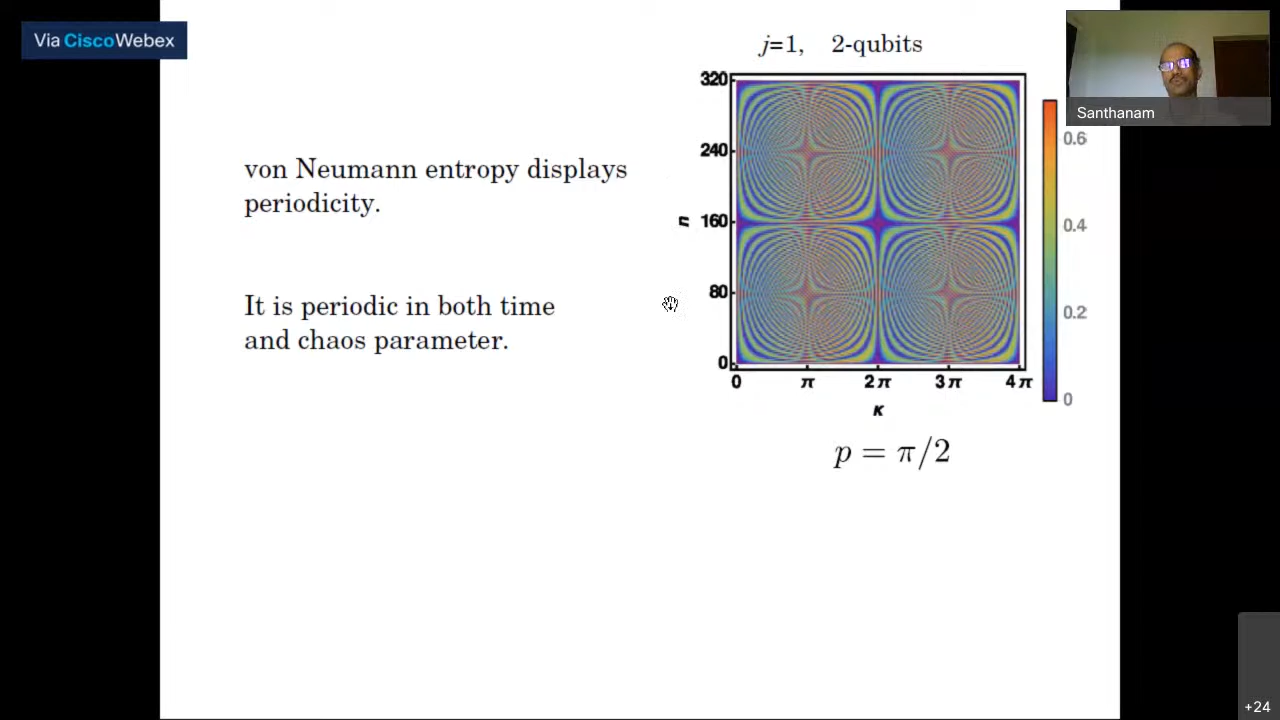 Via CiscoWebex
j=1, 2-qubits
Santhanam
von Neumann entropy displays
periodicity.
It is periodic in both time
and chaos parameter.
320
240
160
80
0
n
0 π 2π 3π 4π
κ
0.6
0.4
0.2
0
p = π/2
+24